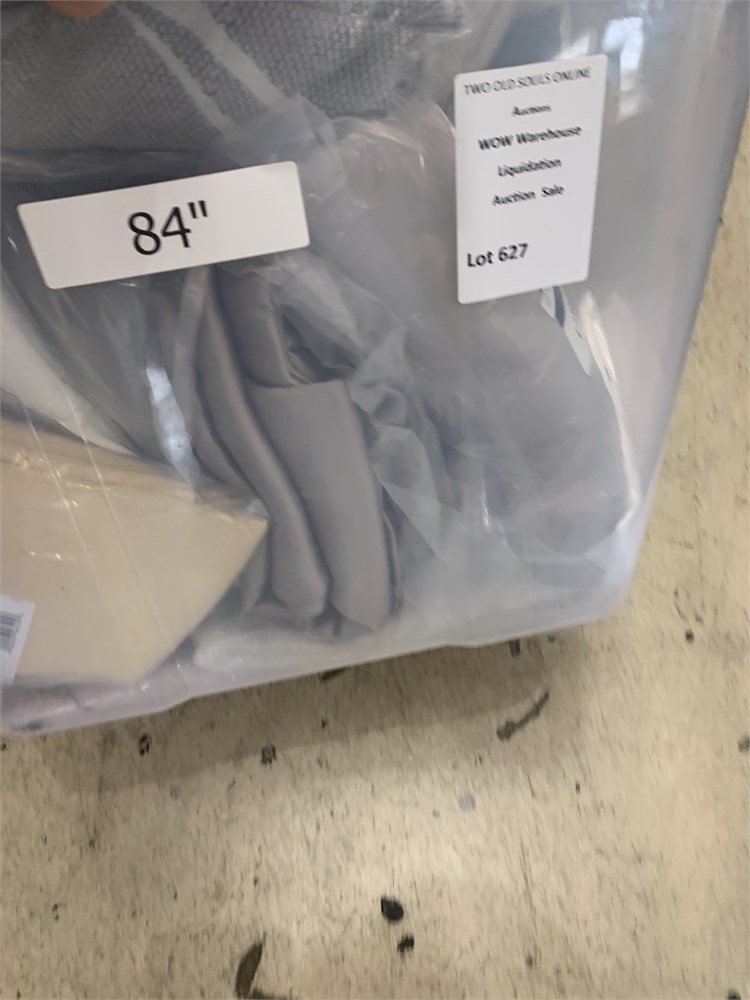 TWO OLD SOULS ONLINE
Auctions
WOW Warehouse
Liquidation
Auction Sale
Lot 627
84"